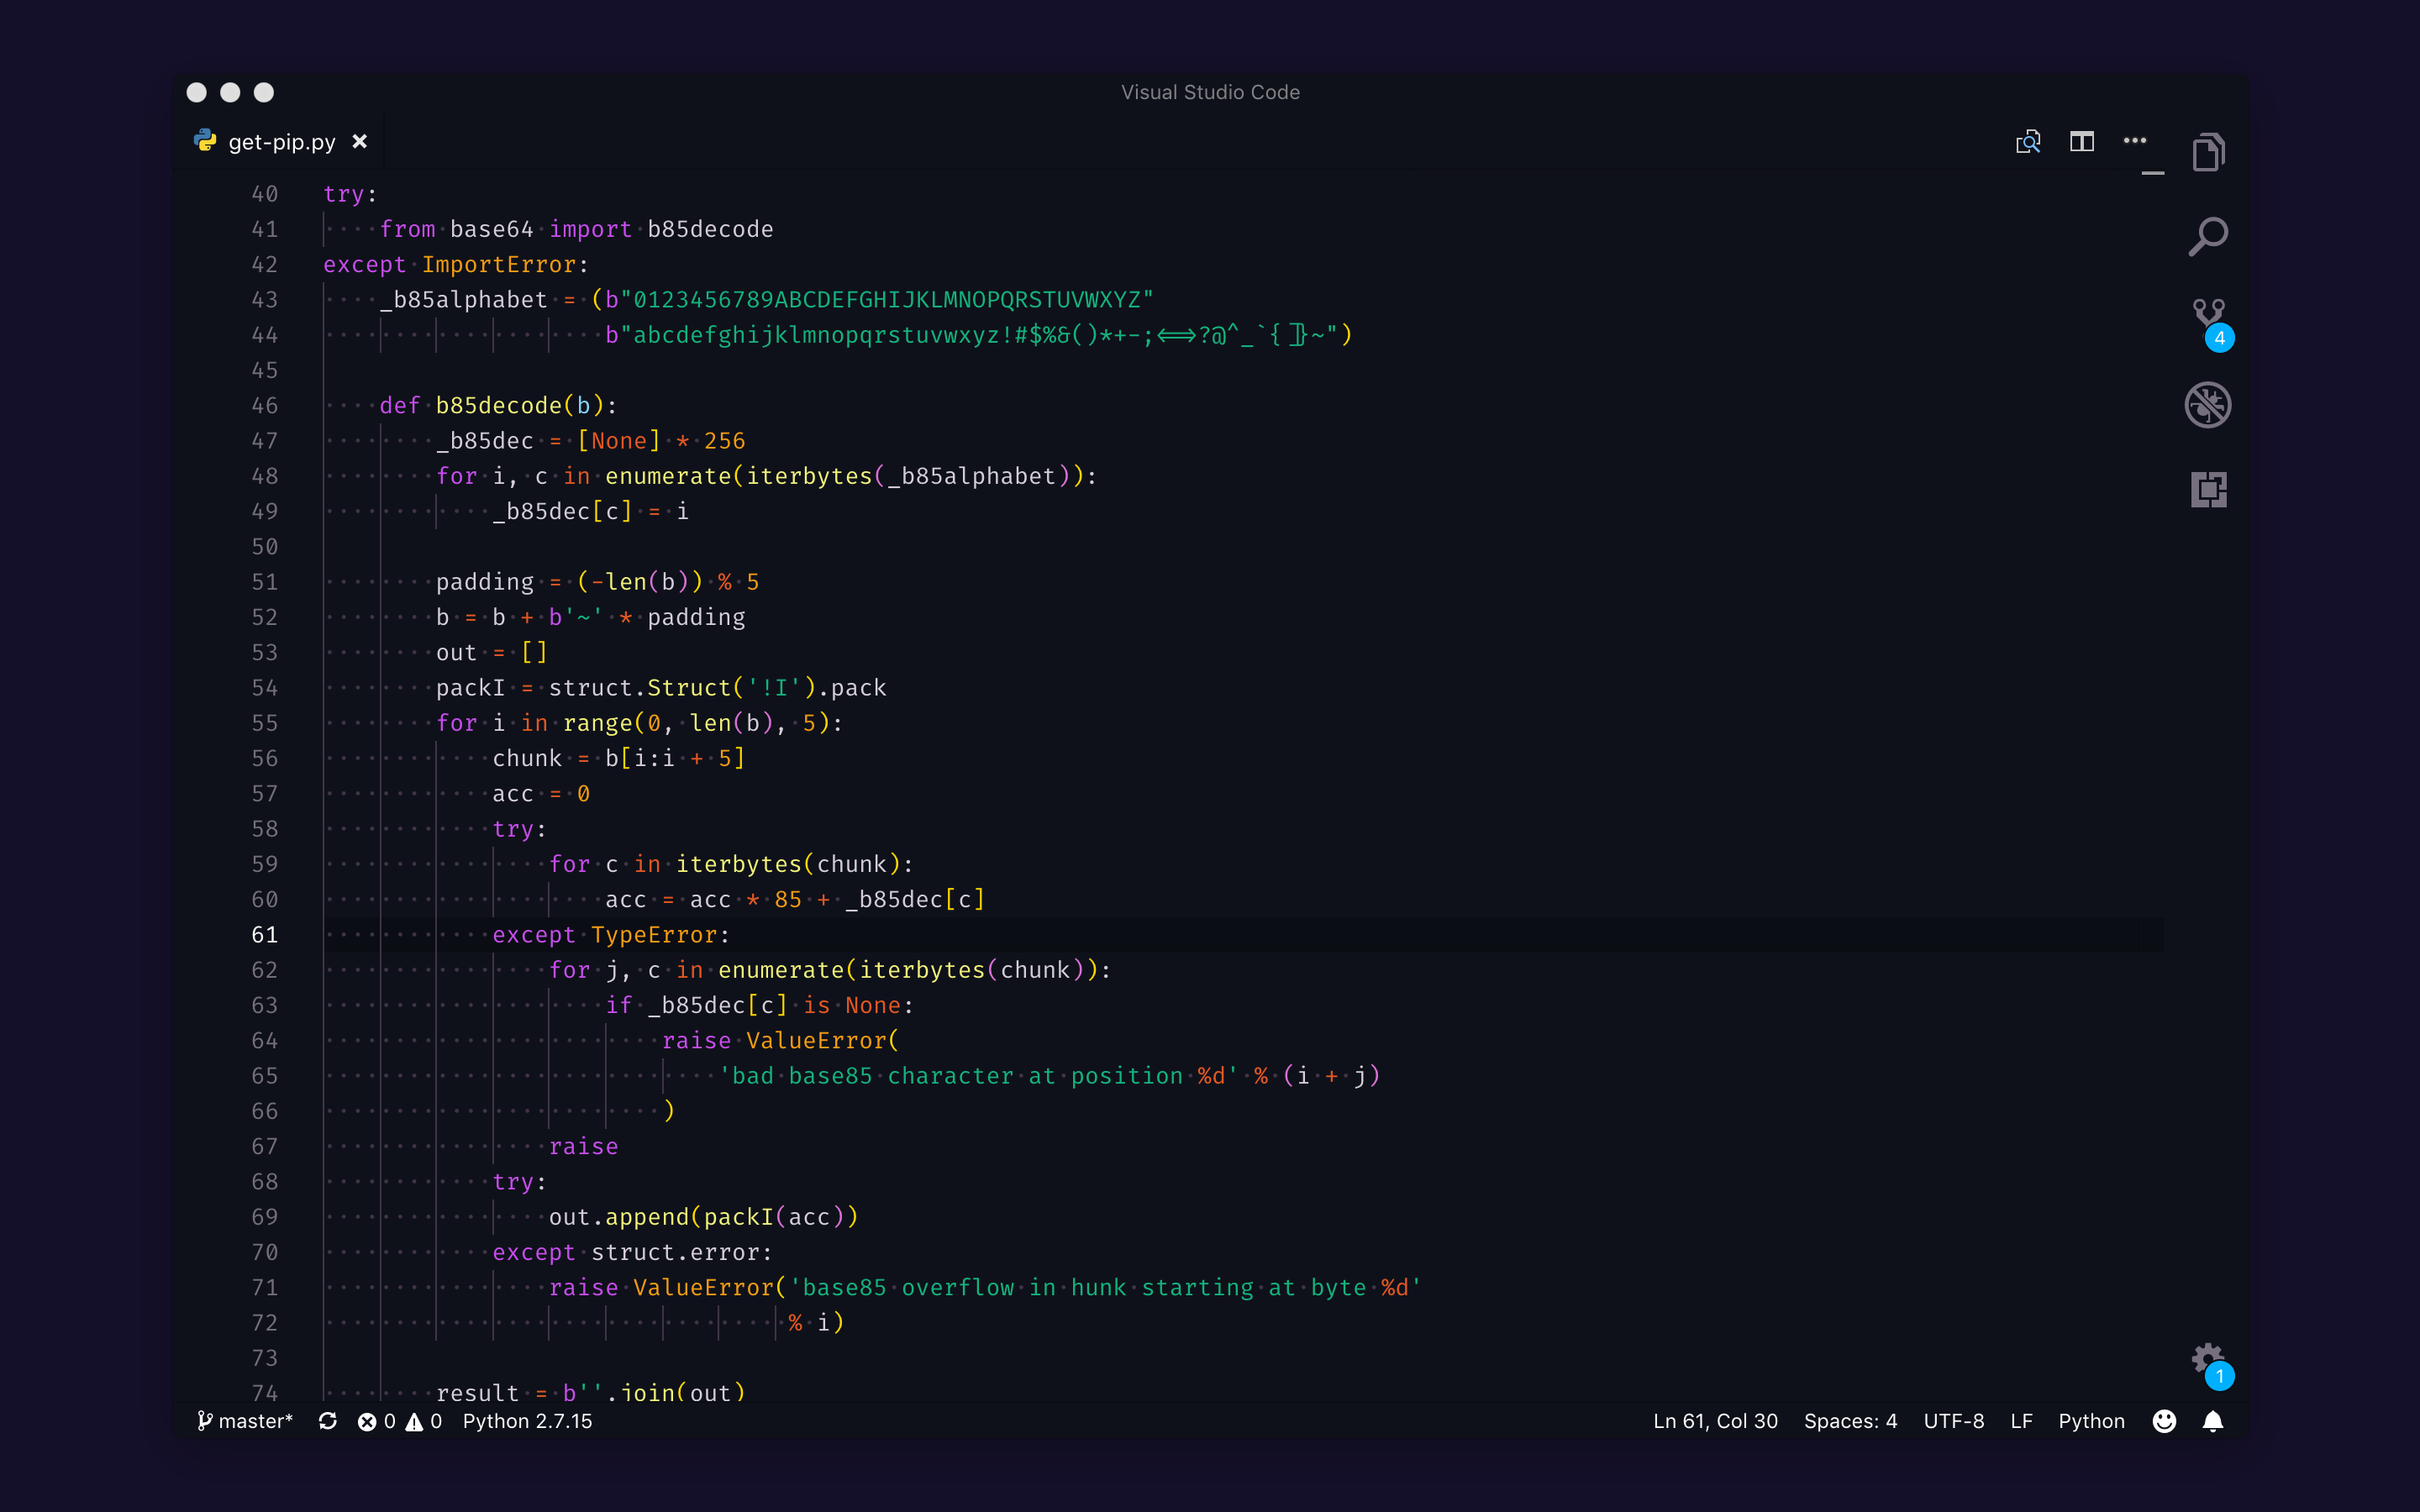 Visual Studio Code
get-pip.py
40 try:
41     from base64 import b85decode
42 except ImportError:
43     _b85alphabet = (b"0123456789ABCDEFGHIJKLMNOPQRSTUVWXYZ"
44                     b"abcdefghijklmnopqrstuvwxyz!#$%&()*+-;<=>?@^_`{|}~")
45
46     def b85decode(b):
47         _b85dec = [None] * 256
48         for i, c in enumerate(iterbytes(_b85alphabet)):
49             _b85dec[c] = i
50
51         padding = (-len(b)) % 5
52         b = b + b'~' * padding
53         out = []
54         packI = struct.Struct('!I').pack
55         for i in range(0, len(b), 5):
56             chunk = b[i:i + 5]
57             acc = 0
58             try:
59                 for c in iterbytes(chunk):
60                     acc = acc * 85 + _b85dec[c]
61             except TypeError:
62                 for j, c in enumerate(iterbytes(chunk)):
63                     if _b85dec[c] is None:
64                         raise ValueError(
65                             'bad base85 character at position %d' % (i + j)
66                         )
67                 raise
68             try:
69                 out.append(packI(acc))
70             except struct.error:
71                 raise ValueError('base85 overflow in hunk starting at byte %d'
72                                  % i)
73
74         result = b''.join(out)
4
1
master* 0 0 Python 2.7.15 Ln 61, Col 30 Spaces: 4 UTF-8 LF Python